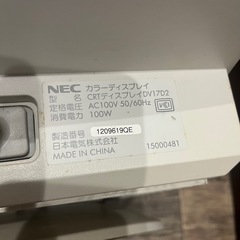 NEC カラーディスプレイ
型名 CRTディスプレイDV17D2
定格電圧 AC100V 50/60Hz
消費電力 100W
製造番号 1209619QE
日本電気株式会社 15000481
MADE IN CHINA